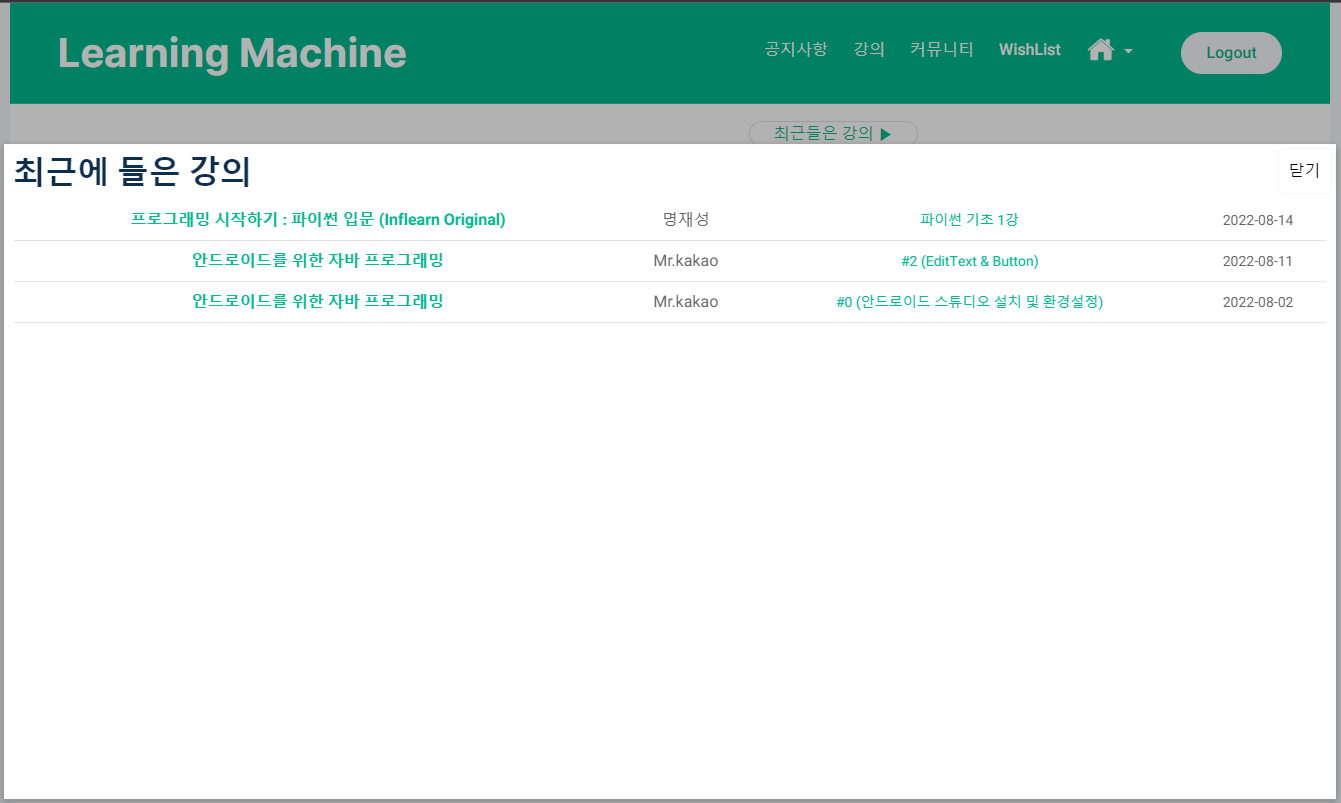 Learning Machine
공지사항 강의 커뮤니티 WishList Logout
최근들은 강의 ▶
최근에 들은 강의 닫기
프로그래밍 시작하기 : 파이썬 입문 (Inflearn Original) 명재성 파이썬 기초 1강 2022-08-14
안드로이드를 위한 자바 프로그래밍 Mr.kakao #2 (EditText & Button) 2022-08-11
안드로이드를 위한 자바 프로그래밍 Mr.kakao #0 (안드로이드 스튜디오 설치 및 환경설정) 2022-08-02